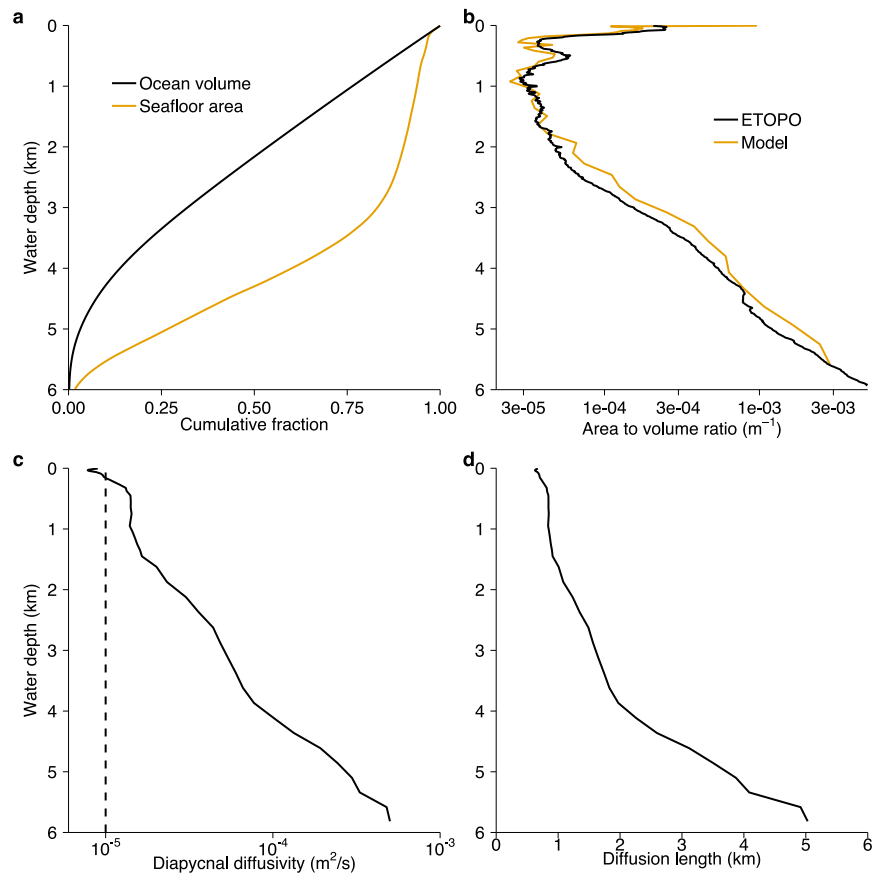 a
0
1
2
3
4
5
6
Water depth (km)
Ocean volume
Seafloor area
0.00 0.25 0.50 0.75 1.00
Cumulative fraction
b
0
1
2
3
4
5
6
ETOPO
Model
3e-05 1e-04 3e-04 1e-03 3e-03
Area to volume ratio (m⁻¹)
c
0
1
2
3
4
5
6
Water depth (km)
10⁻⁵ 10⁻⁴ 10⁻³
Diapycnal diffusivity (m²/s)
d
0
1
2
3
4
5
6
0 1 2 3 4 5 6
Diffusion length (km)